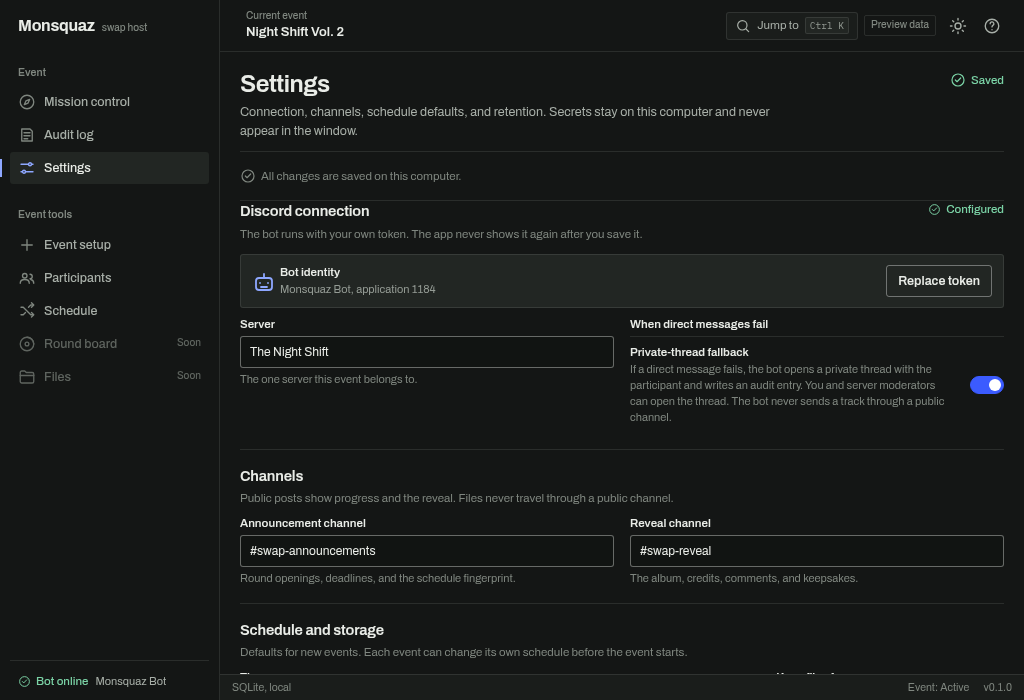 Monsquaz swap host
Event
Mission control
Audit log
Settings
Event tools
Event setup
Participants
Schedule
Round board Soon
Files Soon
Bot online Monsquaz Bot
Current event
Night Shift Vol. 2
Jump to Ctrl K
Preview data
Settings
Saved
Connection, channels, schedule defaults, and retention. Secrets stay on this computer and never
appear in the window.
All changes are saved on this computer.
Discord connection
Configured
The bot runs with your own token. The app never shows it again after you save it.
Bot identity
Monsquaz Bot, application 1184
Replace token
Server
The Night Shift
The one server this event belongs to.
When direct messages fail
Private-thread fallback
If a direct message fails, the bot opens a private thread with the
participant and writes an audit entry. You and server moderators
can open the thread. The bot never sends a track through a public
channel.
Channels
Public posts show progress and the reveal. Files never travel through a public channel.
Announcement channel
#swap-announcements
Round openings, deadlines, and the schedule fingerprint.
Reveal channel
#swap-reveal
The album, credits, comments, and keepsakes.
Schedule and storage
Defaults for new events. Each event can change its own schedule before the event starts.
SQLite, local
Event: Active v0.1.0